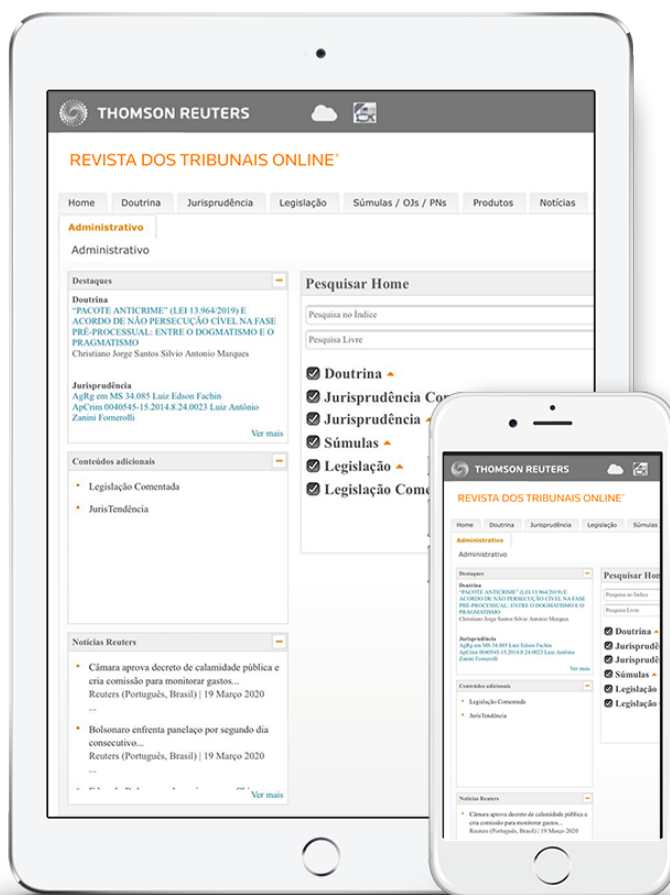 THOMSON REUTERS
REVISTA DOS TRIBUNAIS ONLINE
Home Doutrina Jurisprudência Legislação Súmulas / OJs / PNs Produtos Notícias
Administrativo
Administrativo
Destaques
Doutrina
"PACOTE ANTICRIME" (LEI 13.964/2019) E
ACORDO DE NÃO PERSECUÇÃO CÍVEL NA FASE
PRÉ-PROCESSUAL: ENTRE O DOGMATISMO E O
PRAGMATISMO
Christiano Jorge Santos Silvio Antonio Marques
Jurisprudência
AgRg em MS 34.085 Luiz Edson Fachin
ApCrim 0040545-15.2014.8.24.0023 Luiz Antônio
Zanini Fornerolli
Ver mais
Conteúdos adicionais
Legislação Comentada
JurisTendência
Notícias Reuters
Câmara aprova decreto de calamidade pública e
cria comissão para monitorar gastos...
Reuters (Português, Brasil) | 19 Março 2020
...
Bolsonaro enfrenta panelaço por segundo dia
consecutivo...
Reuters (Português, Brasil) | 19 Março 2020
...
Ver mais
Pesquisar Home
Pesquisa no Índice
Pesquisa Livre
Doutrina
Jurisprudência
Jurisprudência
Súmulas
Legislação
Legislação
THOMSON REUTERS
REVISTA DOS TRIBUNAIS ONLINE
Home Doutrina Jurisprudência Legislação Súmulas
Administrativo
Administrativo
Destaques
Doutrina
"PACOTE ANTICRIME" (LEI 13.964/2019) E
ACORDO DE NÃO PERSECUÇÃO CÍVEL NA FASE
PRÉ-PROCESSUAL: ENTRE O DOGMATISMO E O
PRAGMATISMO
Christiano Jorge Santos Silvio Antonio Marques
Jurisprudência
AgRg em MS 34.085 Luiz Edson Fachin
ApCrim 0040545-15.2014.8.24.0023 Luiz Antônio
Zanini Fornerolli
Ver mais
Conteúdos adicionais
Legislação Comentada
JurisTendência
Notícias Reuters
Câmara aprova decreto de calamidade pública e
cria comissão para monitorar gastos...
Reuters (Português, Brasil) | 19 Março 2020
Pesquisar Hom
Pesquisa no Índice
Pesquisa Livre
Doutrina
Jurisprudê
Jurisprudê
Súmulas
Legislação
Legislação